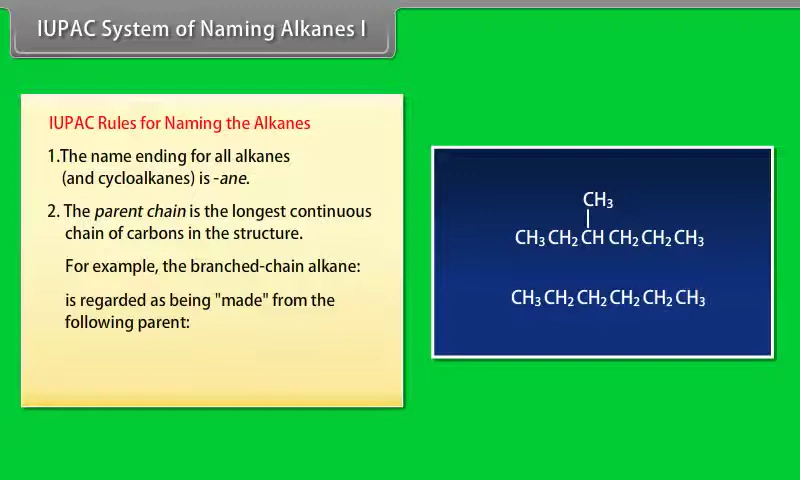 IUPAC System of Naming Alkanes I
IUPAC Rules for Naming the Alkanes
1.The name ending for all alkanes
(and cycloalkanes) is -ane.
2. The parent chain is the longest continuous
chain of carbons in the structure.
For example, the branched-chain alkane:
is regarded as being "made" from the
following parent:
CH₃
CH₃ CH₂ CH CH₂ CH₂ CH₃
CH₃ CH₂ CH₂ CH₂ CH₂ CH₃